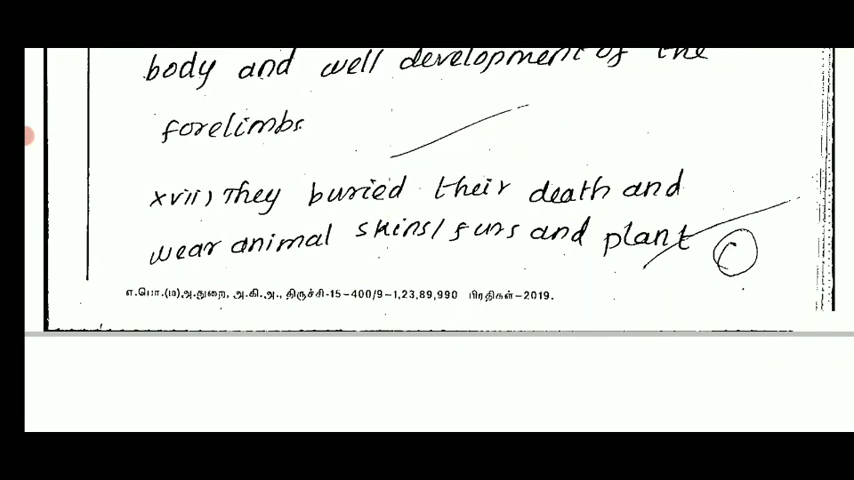 body and well development of the
forelimbs.
xvii) They buried their death and
wear animal skins/furs and plant
எ.பொ.(ம)அ.துறை, அ.கி.அ., திருச்சி-15-400/9-1,23,89,990 பிரதிகள்-2019.